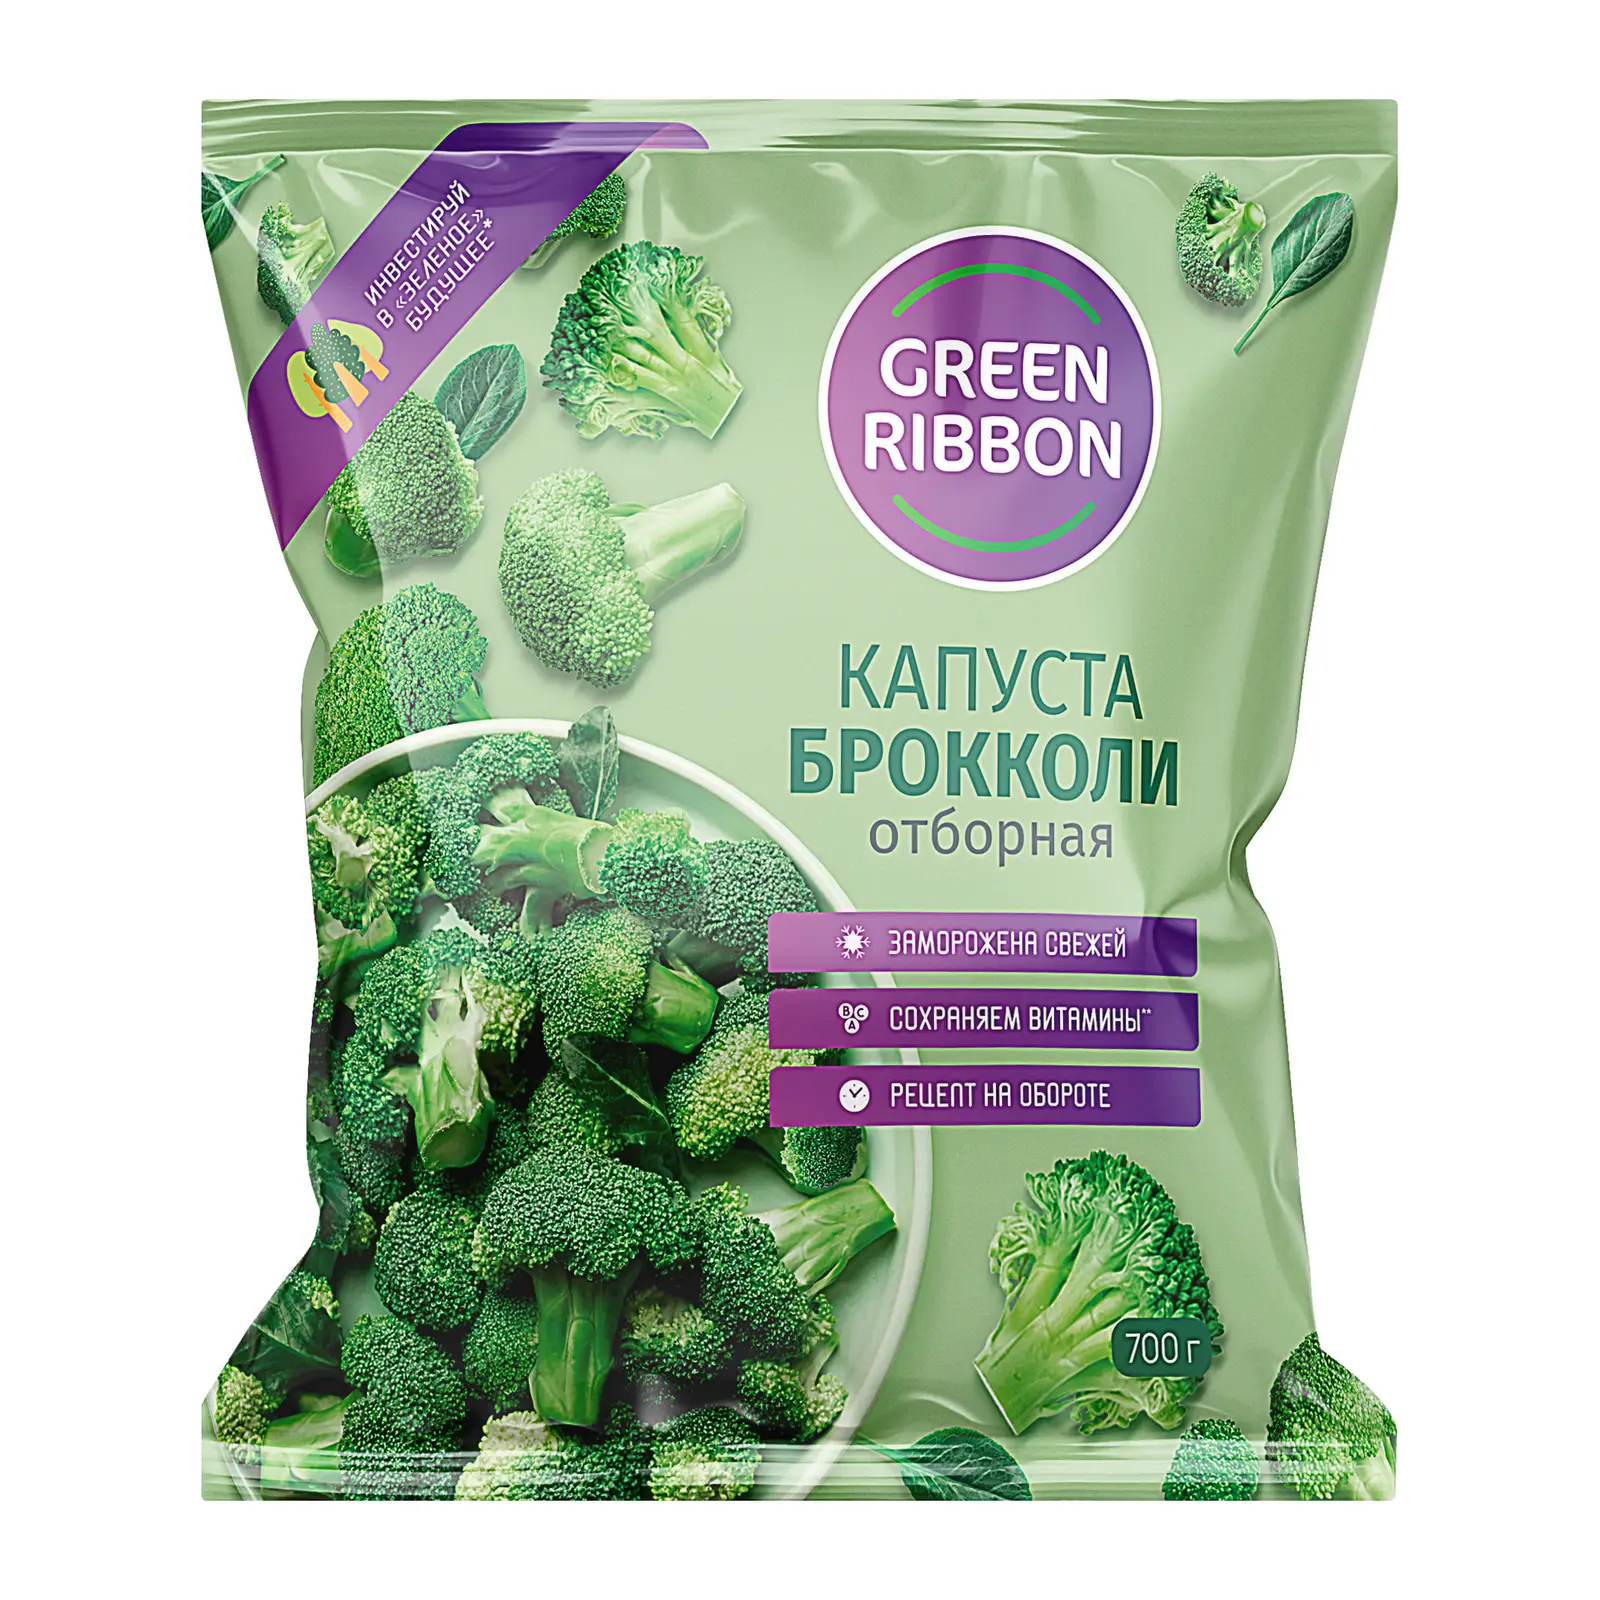 ИНВЕСТИРУЙ
В «ЗЕЛЕНОЕ»
БУДУЩЕЕ*
GREEN
RIBBON
КАПУСТА
БРОККОЛИ
отборная
ЗАМОРОЖЕНА СВЕЖЕЙ
B C
A
СОХРАНЯЕМ ВИТАМИНЫ**
РЕЦЕПТ НА ОБОРОТЕ
700 г